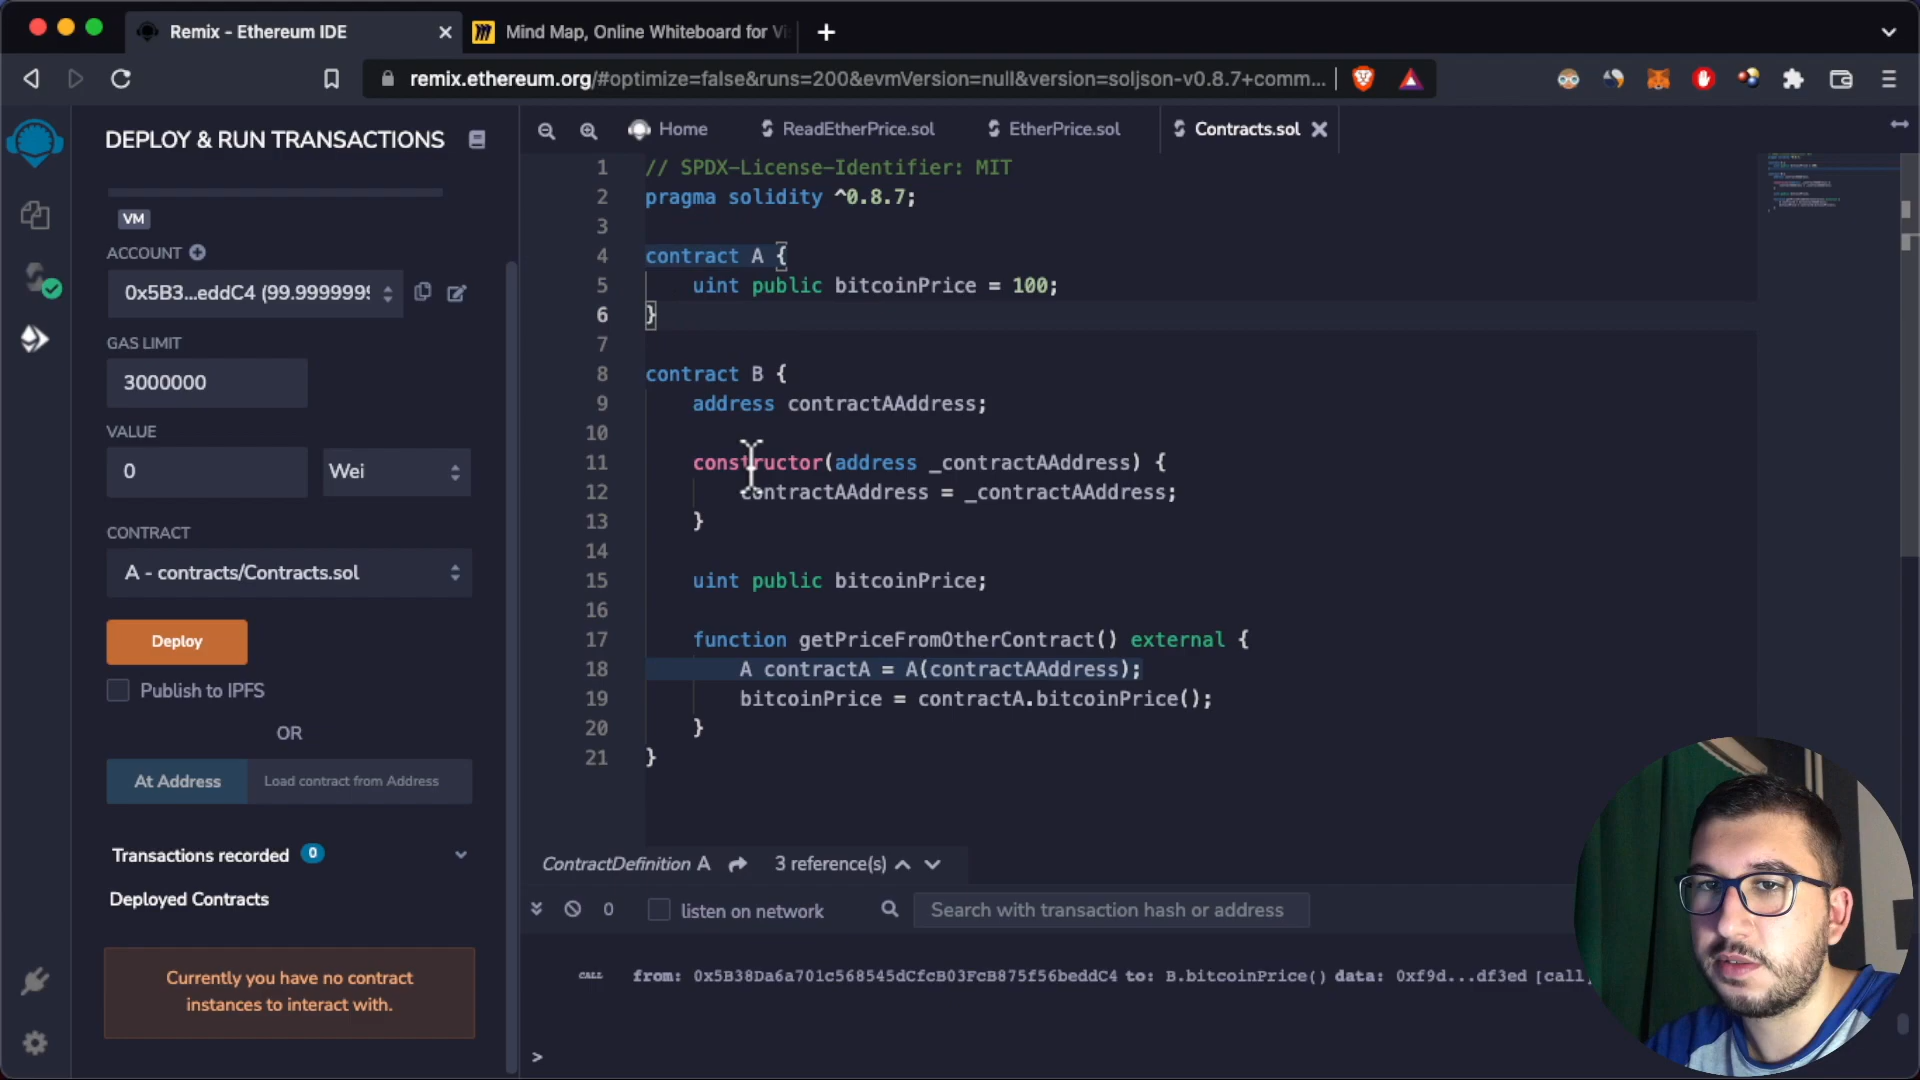 Remix - Ethereum IDE
Mind Map, Online Whiteboard for Vi
remix.ethereum.org/#optimize=false&runs=200&evmVersion=null&version=soljson-v0.8.7+comm...
DEPLOY & RUN TRANSACTIONS
VM
ACCOUNT
0x5B3...eddC4 (99.9999999
GAS LIMIT
3000000
VALUE
0
Wei
CONTRACT
A - contracts/Contracts.sol
Deploy
Publish to IPFS
OR
At Address
Load contract from Address
Transactions recorded 0
Deployed Contracts
Currently you have no contract
instances to interact with.
Home
ReadEtherPrice.sol
EtherPrice.sol
Contracts.sol
1 // SPDX-License-Identifier: MIT
2 pragma solidity ^0.8.7;
3
4 contract A {
5 uint public bitcoinPrice = 100;
6 }
7
8 contract B {
9 address contractAAddress;
10
11 constructor(address _contractAAddress) {
12 contractAAddress = _contractAAddress;
13 }
14
15 uint public bitcoinPrice;
16
17 function getPriceFromOtherContract() external {
18 A contractA = A(contractAAddress);
19 bitcoinPrice = contractA.bitcoinPrice();
20 }
21 }
ContractDefinition A 3 reference(s)
0
listen on network
Search with transaction hash or address
CALL from: 0x5B38Da6a701c568545dCfcB03FcB875f56beddC4 to: B.bitcoinPrice() data: 0xf9d...df3ed [call
>